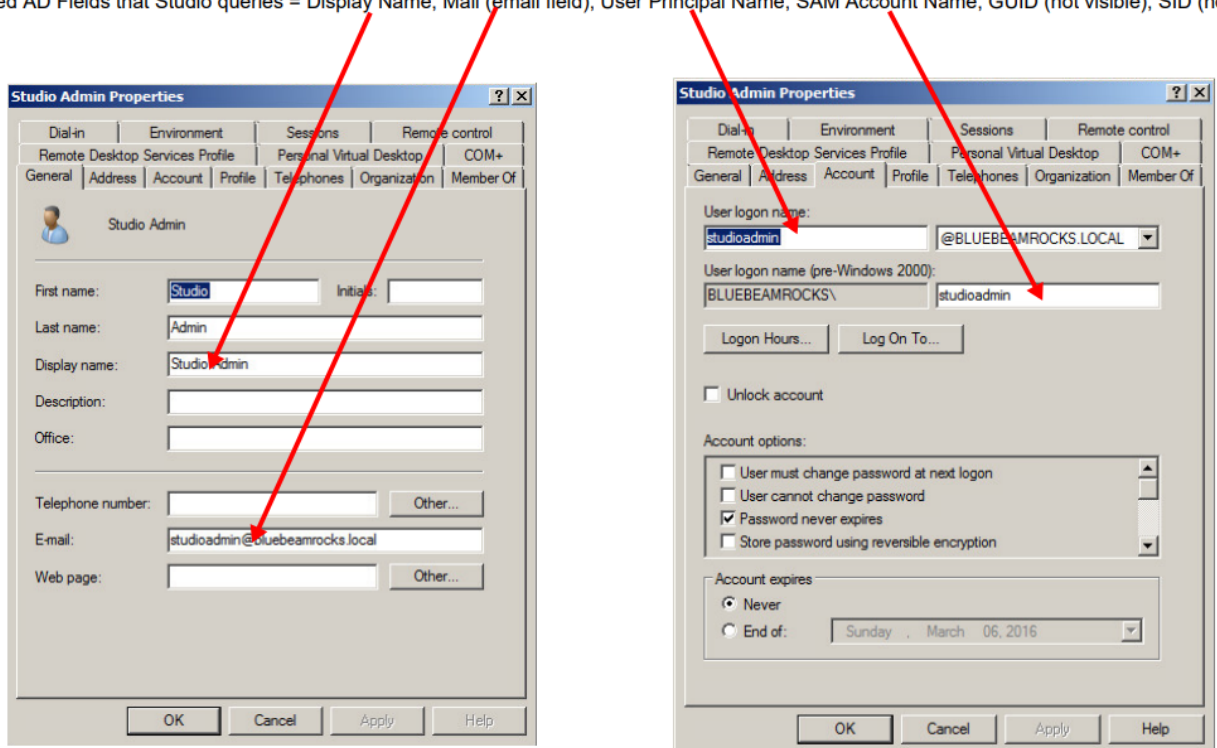 ed AD Fields that Studio queries = Display Name, Mail (email field), User Principal Name, SAM Account Name, GUID (not visible), SID (no
Studio Admin Properties
Dial-in Environment Sessions Remote control
Remote Desktop Services Profile Personal Virtual Desktop COM+
General Address Account Profile Telephones Organization Member Of
Studio Admin
First name: Studio Initials:
Last name: Admin
Display name: Studio Admin
Description:
Office:
Telephone number: Other...
E-mail: studioadmin@bluebeamrocks.local
Web page: Other...
OK Cancel Apply Help
Studio Admin Properties
Dial-in Environment Sessions Remote control
Remote Desktop Services Profile Personal Virtual Desktop COM+
General Address Account Profile Telephones Organization Member Of
User logon name:
studioadmin @BLUEBEAMROCKS.LOCAL
User logon name (pre-Windows 2000):
BLUEBEAMROCKS\ studioadmin
Logon Hours... Log On To...
Unlock account
Account options:
User must change password at next logon
User cannot change password
Password never expires
Store password using reversible encryption
Account expires
Never
End of: Sunday , March 06, 2016
OK Cancel Apply Help